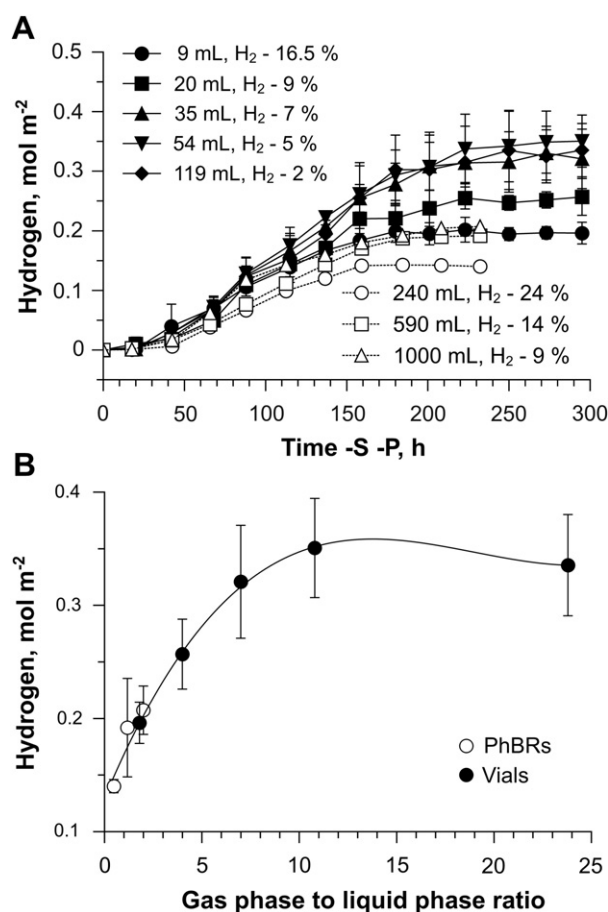 A
0.5
0.4
0.3
0.2
0.1
0
Hydrogen, mol m⁻²
9 mL, H₂ - 16.5 %
20 mL, H₂ - 9 %
35 mL, H₂ - 7 %
54 mL, H₂ - 5 %
119 mL, H₂ - 2 %
240 mL, H₂ - 24 %
590 mL, H₂ - 14 %
1000 mL, H₂ - 9 %
0 50 100 150 200 250 300
Time -S -P, h
B
0.4
0.3
0.2
0.1
Hydrogen, mol m⁻²
PhBRs
Vials
0 5 10 15 20 25
Gas phase to liquid phase ratio